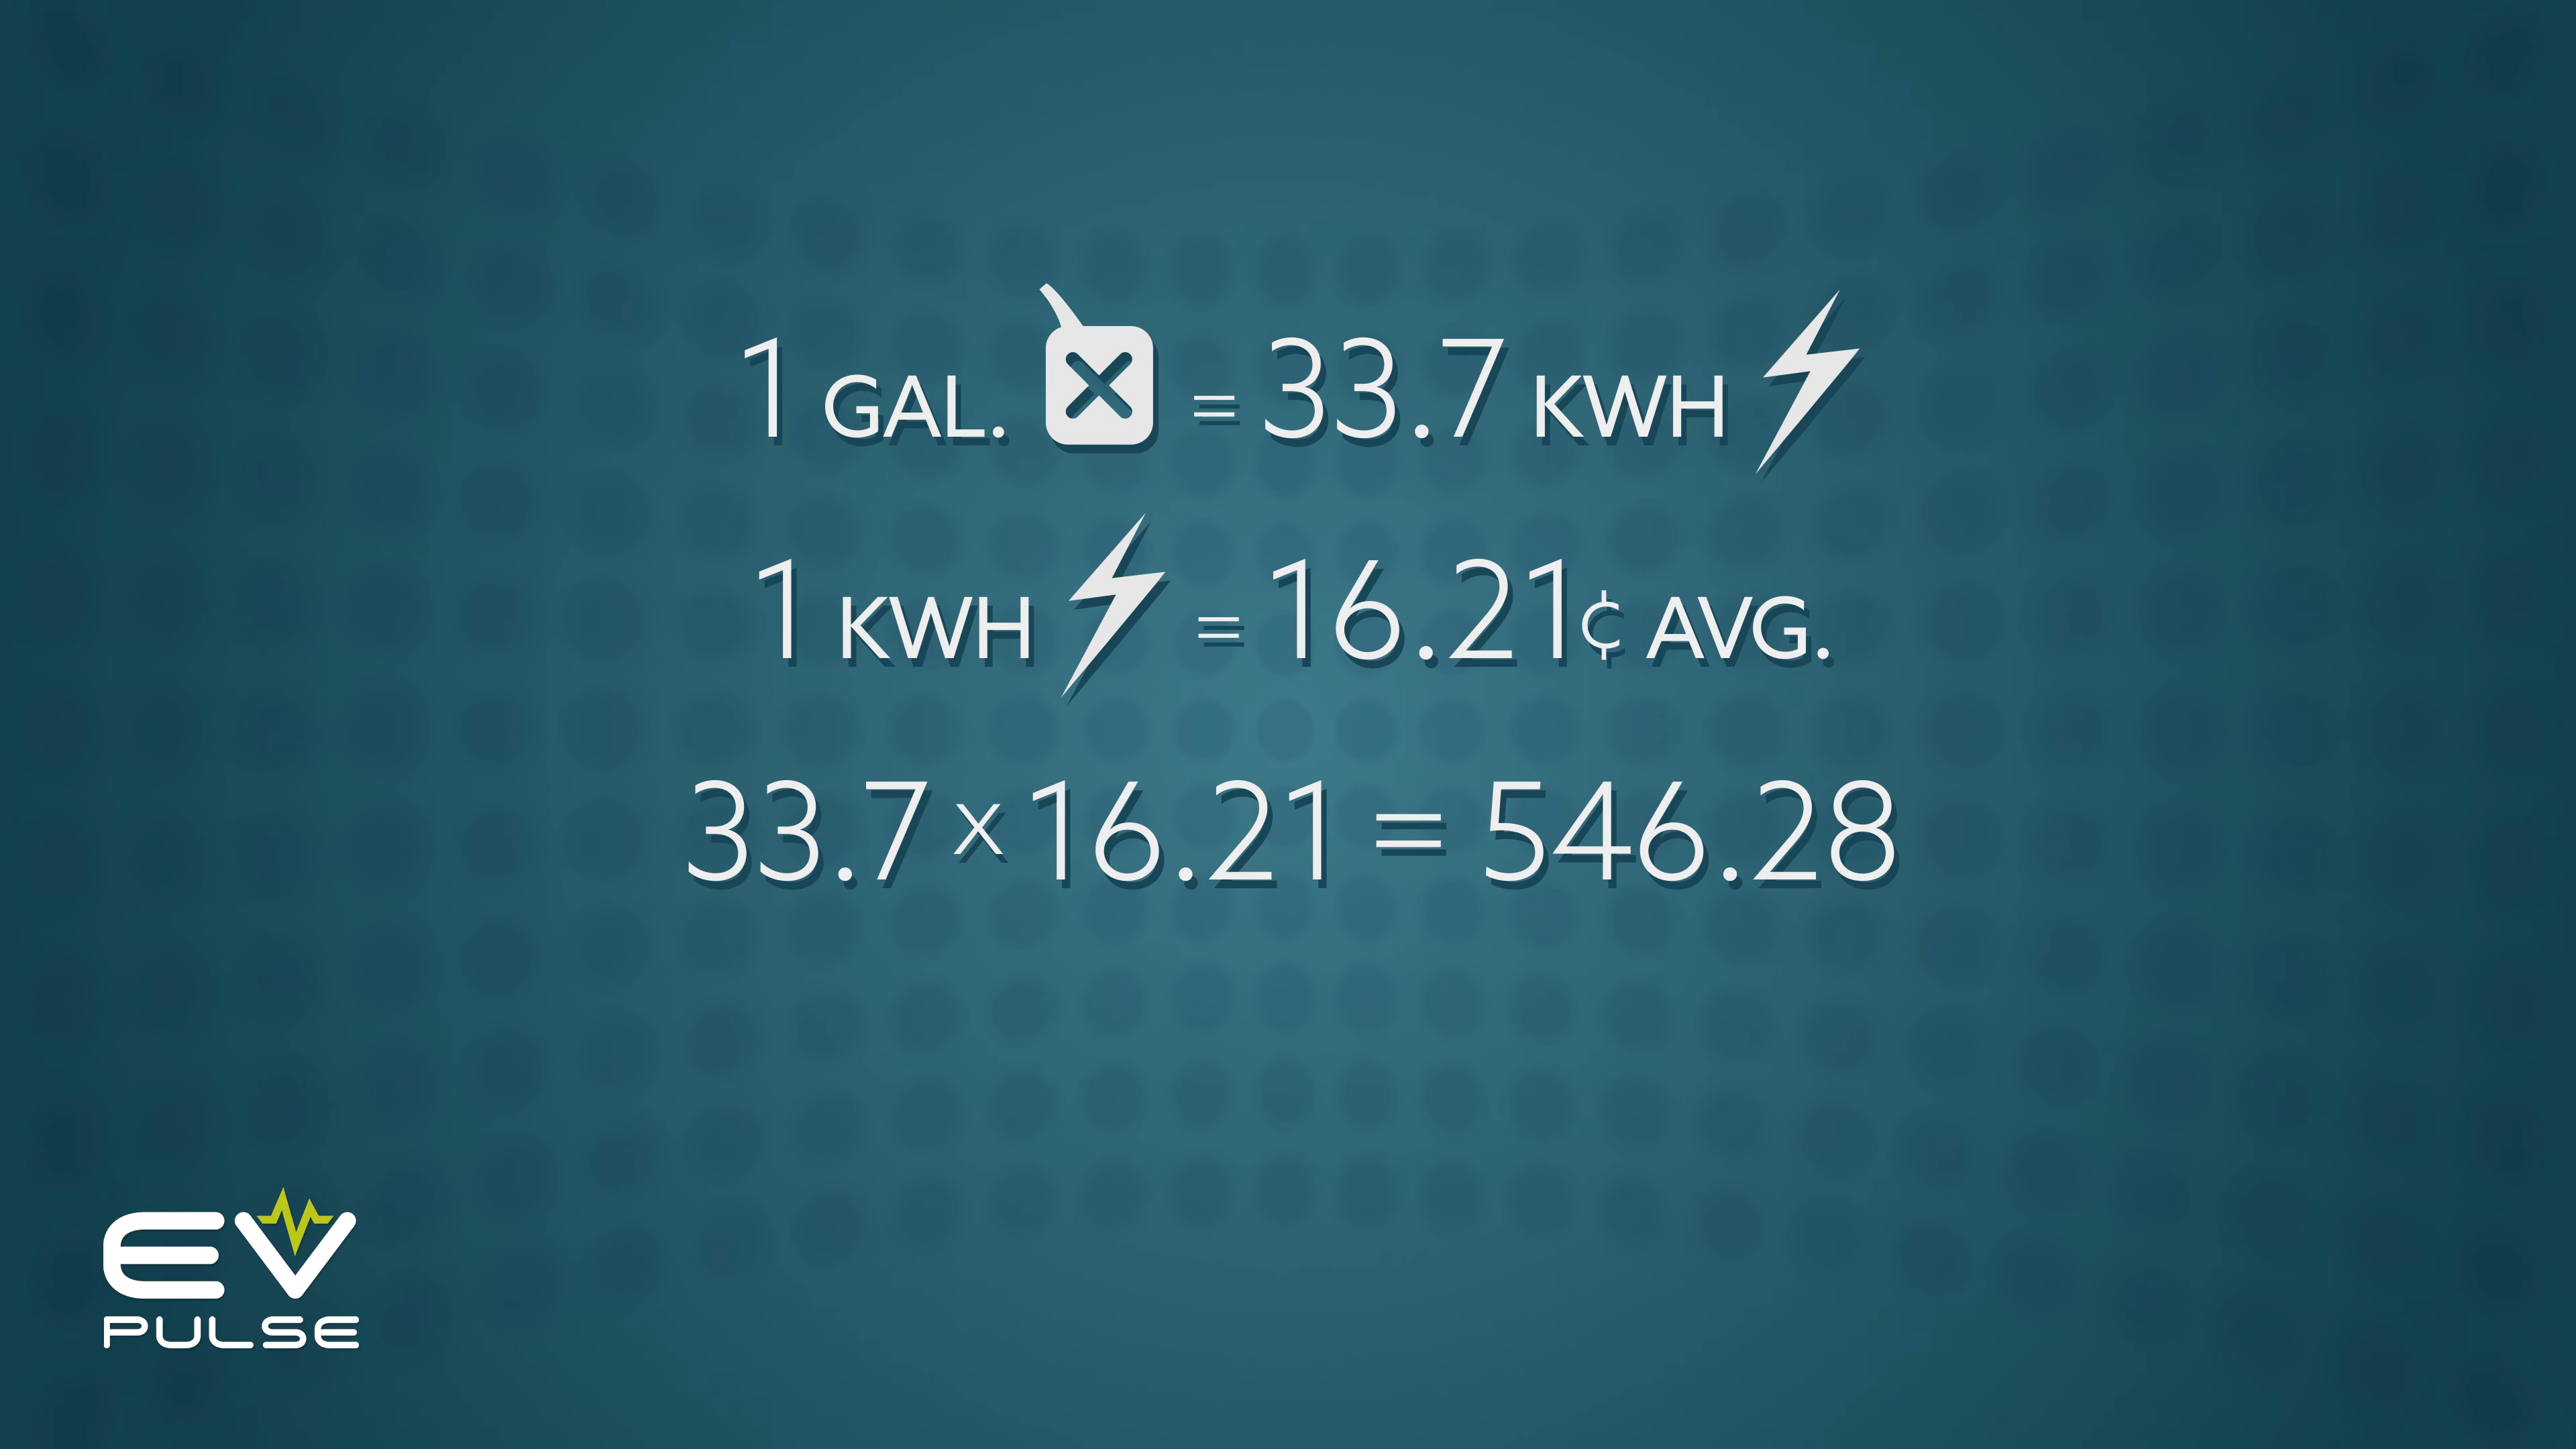 1 GAL. = 33.7 KWH
1 KWH = 16.21¢ AVG.
33.7 x 16.21 = 546.28
EV
PULSE